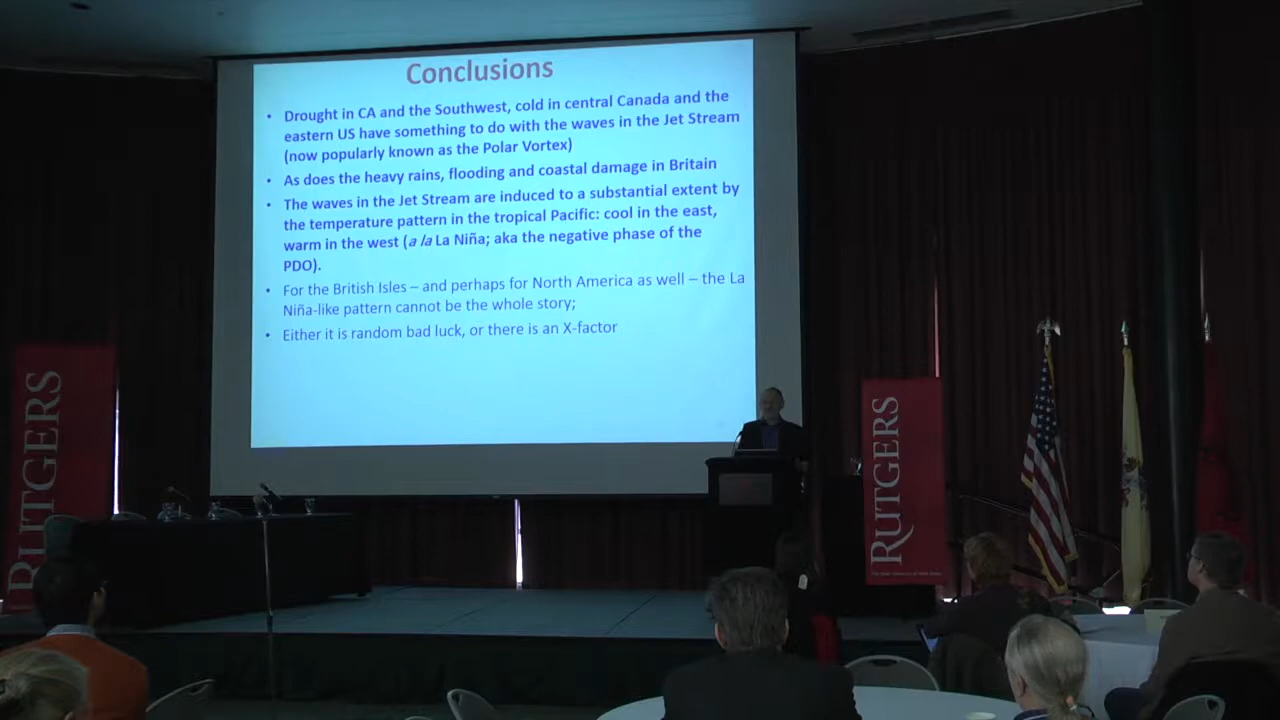 Conclusions
• Drought in CA and the Southwest, cold in central Canada and the
eastern US have something to do with the waves in the Jet Stream
(now popularly known as the Polar Vortex)
• As does the heavy rains, flooding and coastal damage in Britain
• The waves in the Jet Stream are induced to a substantial extent by
the temperature pattern in the tropical Pacific: cool in the east,
warm in the west (a la La Niña; aka the negative phase of the
PDO).
• For the British Isles – and perhaps for North America as well – the La
Niña-like pattern cannot be the whole story;
• Either it is random bad luck, or there is an X-factor
RUTGERS
RUTGERS